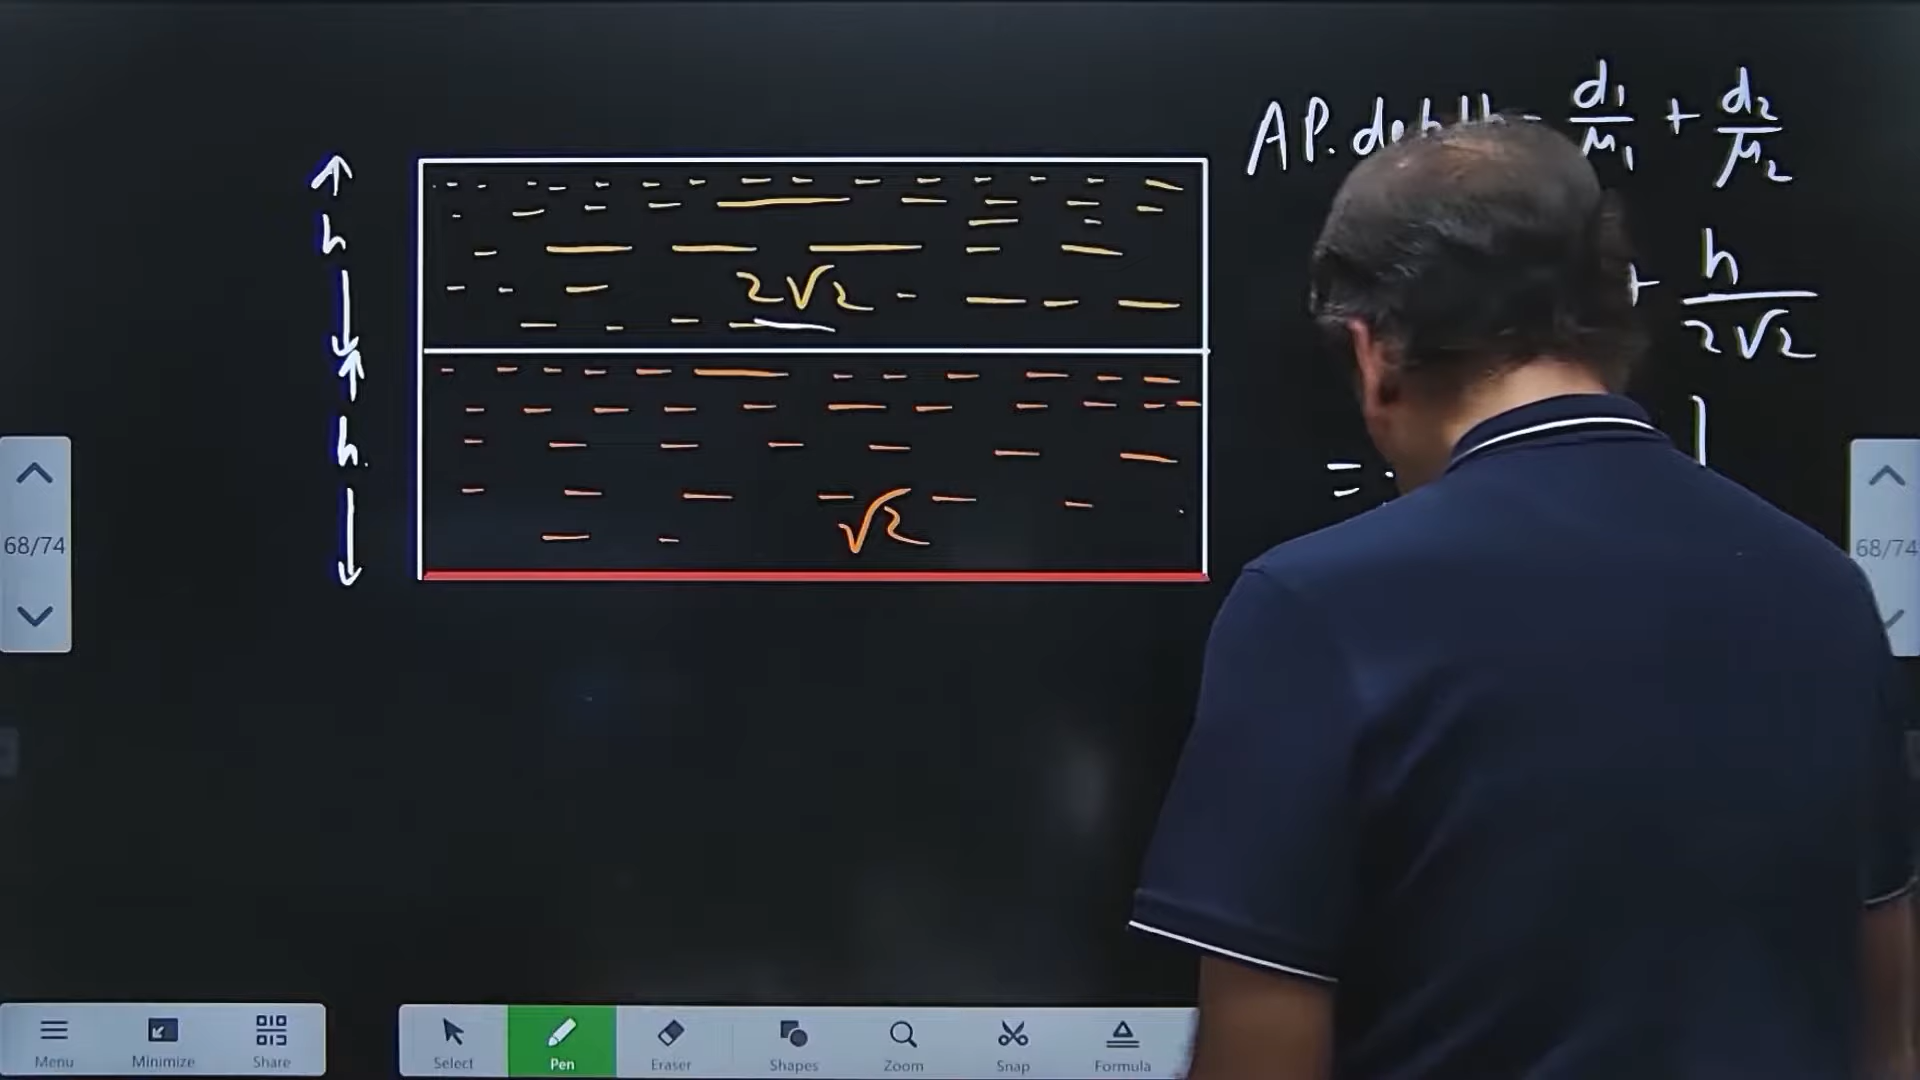 AP. depth = d₁/μ₁ + d₂/μ₂
h
+ h/2√2
2√2
h.
=
√2
68/74
68/74
Menu
Minimize
Share
Select
Pen
Eraser
Shapes
Zoom
Snap
Formula